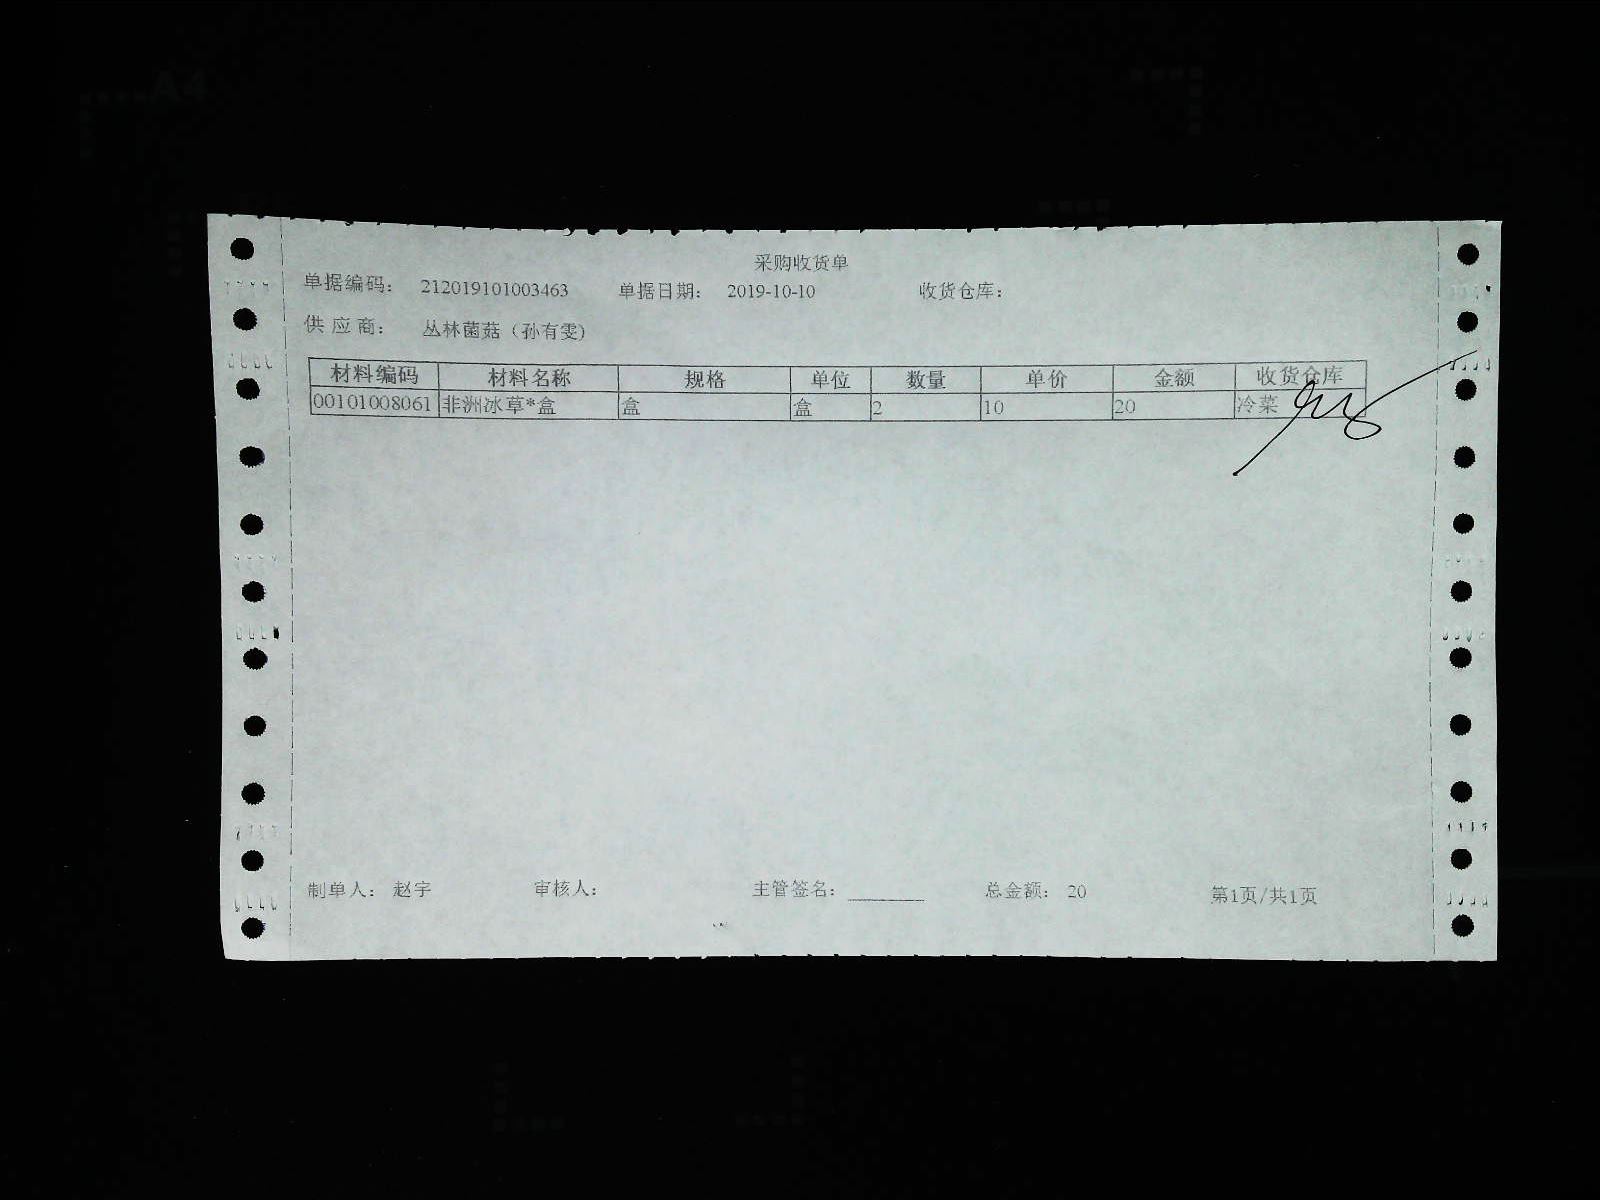 采购收货单
单据编码： 212019101003463 单据日期： 2019-10-10 收货仓库：
供应商： 丛林菌菇（孙有雯）
材料编码 材料名称 规格 单位 数量 单价 金额 收货仓库
00101008061 非洲冰草*盒 盒 盒 2 10 20 冷菜
制单人： 赵宇 审核人： 主管签名：________ 总金额： 20 第1页/共1页